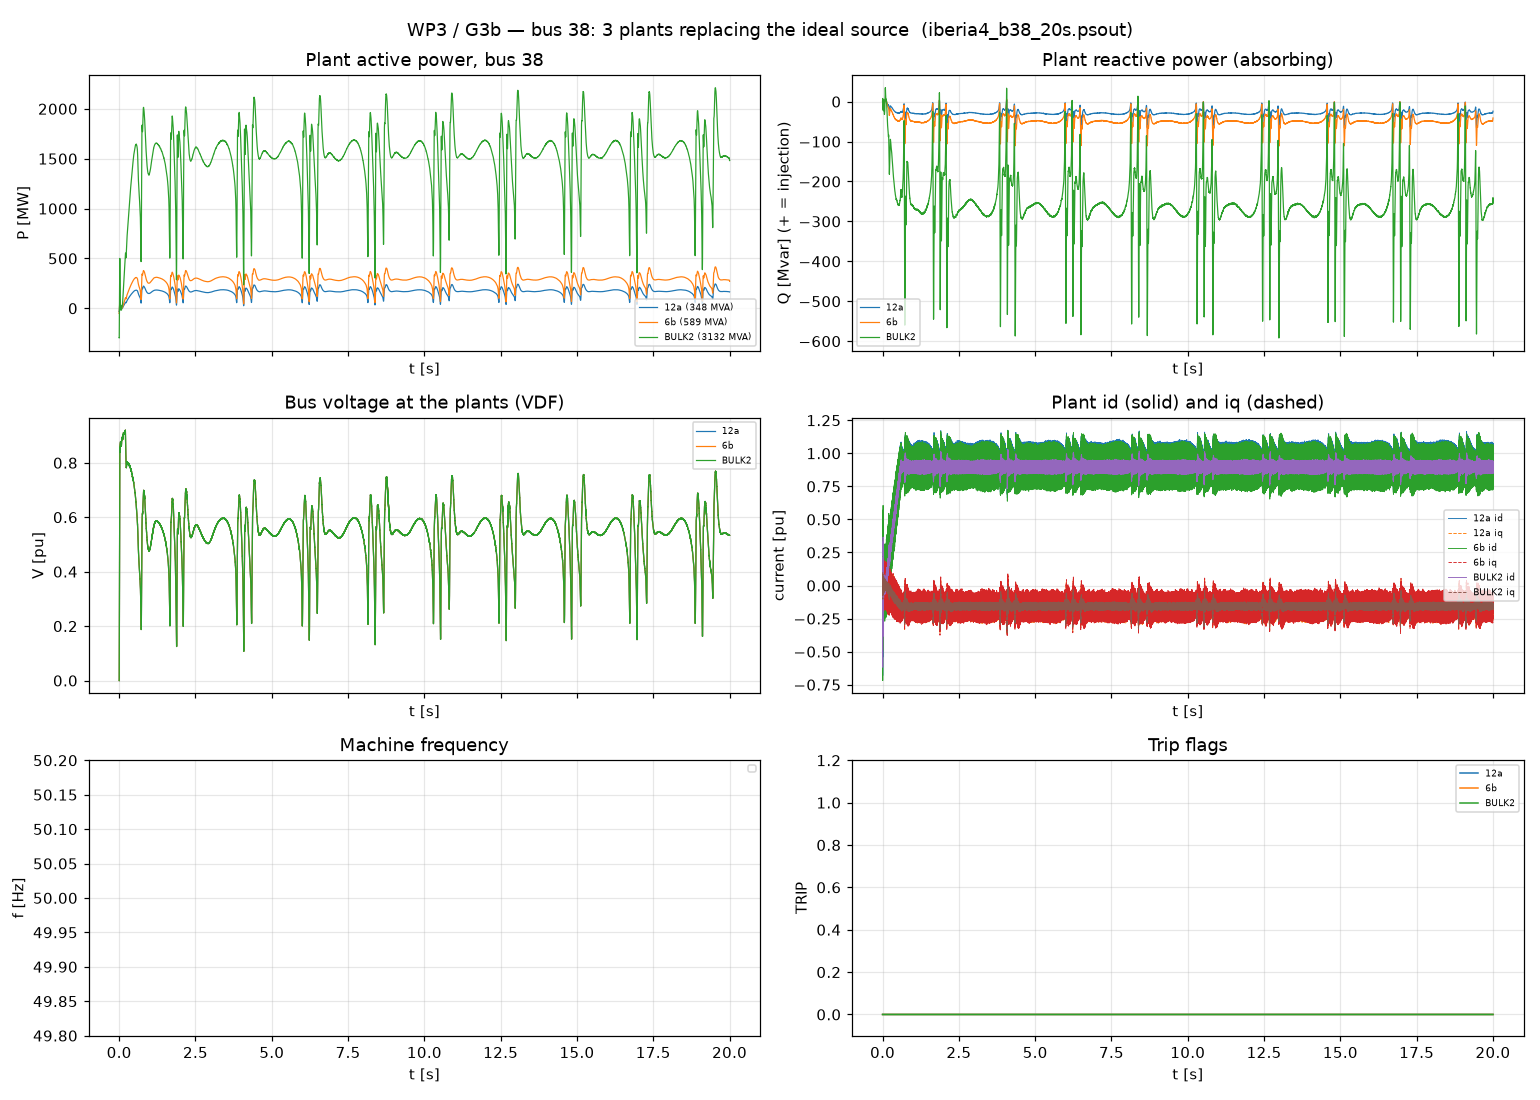 WP3 / G3b — bus 38: 3 plants replacing the ideal source  (iberia4_b38_20s.psout)
Plant active power, bus 38
P [MW]
2000
1500
1000
500
0
12a (348 MVA)
6b (589 MVA)
BULK2 (3132 MVA)
t [s]
Plant reactive power (absorbing)
Q [Mvar] (+ = injection)
0
−100
−200
−300
−400
−500
−600
12a
6b
BULK2
t [s]
Bus voltage at the plants (VDF)
V [pu]
0.8
0.6
0.4
0.2
0.0
12a
6b
BULK2
t [s]
Plant id (solid) and iq (dashed)
current [pu]
1.25
1.00
0.75
0.50
0.25
0.00
−0.25
−0.50
−0.75
12a id
12a iq
6b id
6b iq
BULK2 id
BULK2 iq
t [s]
Machine frequency
f [Hz]
50.20
50.15
50.10
50.05
50.00
49.95
49.90
49.85
49.80
0.0 2.5 5.0 7.5 10.0 12.5 15.0 17.5 20.0
t [s]
Trip flags
TRIP
1.2
1.0
0.8
0.6
0.4
0.2
0.0
12a
6b
BULK2
0.0 2.5 5.0 7.5 10.0 12.5 15.0 17.5 20.0
t [s]